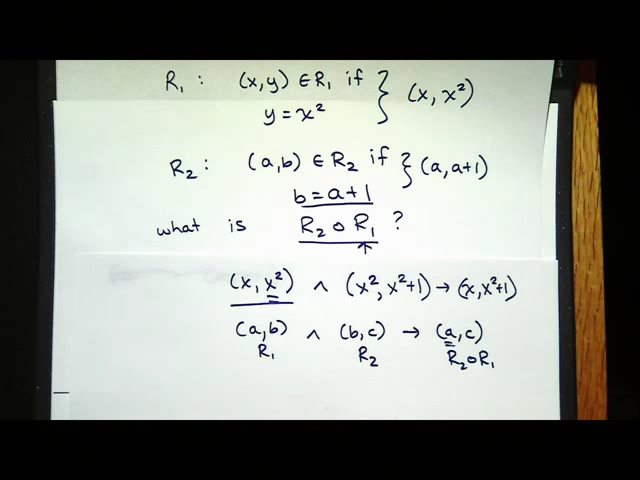 R₁ : (x,y) ∈ R₁ if } (x, x²)
y = x²
R₂ : (a,b) ∈ R₂ if } (a, a+1)
b = a+1
what is R₂ ∘ R₁ ?
↑
(x, x²) ∧ (x², x²+1) → (x, x²+1)
(a,b) ∧ (b,c) → (a,c)
R₁ R₂ R₂∘R₁